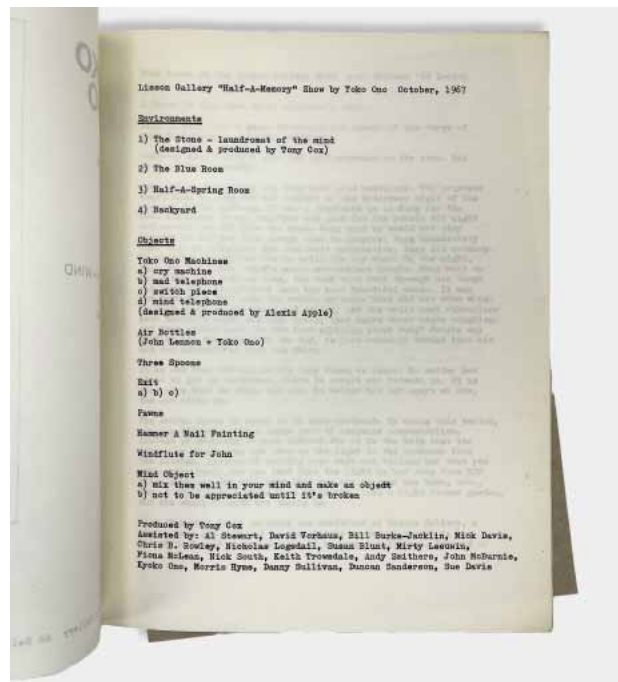 Lisson Gallery "Half-A-Memory" Show by Yoko Ono October, 1967
Environments
1) The Stone - laundromat of the mind
(designed & produced by Tony Cox)
2) The Blue Room
3) Half-A-Spring Room
4) Backyard
Objects
Yoko Ono Machines
a) cry machine
b) mad telephone
c) switch piece
d) mind telephone
(designed & produced by Alexis Apple)
Air Bottles
(John Lennon + Yoko Ono)
Three Spoons
Exit
a) b) c)
Pawns
Hammer A Nail Painting
Windflute for John
Mind Object
a) mix them well in your mind and make an objedt
b) not to be appreciated until it's broken
Produced by Tony Cox
Assisted by: Al Stewart, David Vorhaus, Bill Burke-Jacklin, Nick Davis,
Chris B. Rowley, Nicholas Logsdail, Susan Blunt, Mirty Leeuwin,
Fiona McLean, Nick South, Keith Trowsdale, Andy Smithers, John McBurnie,
Kyoko Ono, Morris Hyme, Danny Sullivan, Duncan Sanderson, Sue Davis